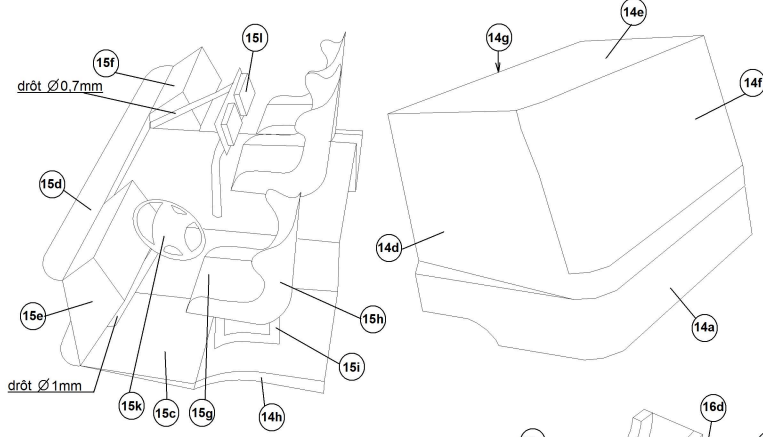 14e
15l
14g
15f
14f
drôt Ø0,7mm
15d
14d
15e
15h
14a
15i
drôt Ø1mm
15k
15c
15g
14h
16d